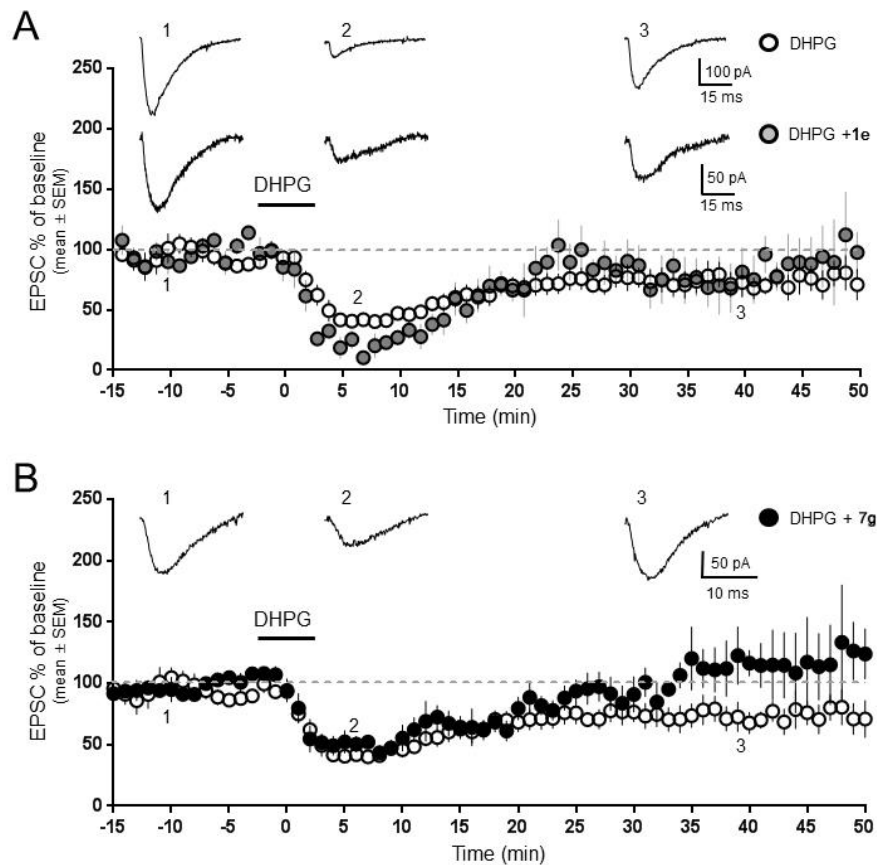 A
1 2 3
DHPG
100 pA
15 ms
DHPG +1e
50 pA
15 ms
DHPG
EPSC % of baseline
(mean ± SEM)
250
200
150
100
50
0
1
2
3
-15 -10 -5 0 5 10 15 20 25 30 35 40 45 50
Time (min)
B
1 2 3
DHPG + 7g
50 pA
10 ms
DHPG
EPSC % of baseline
(mean ± SEM)
250
200
150
100
50
0
1
2
3
-15 -10 -5 0 5 10 15 20 25 30 35 40 45 50
Time (min)